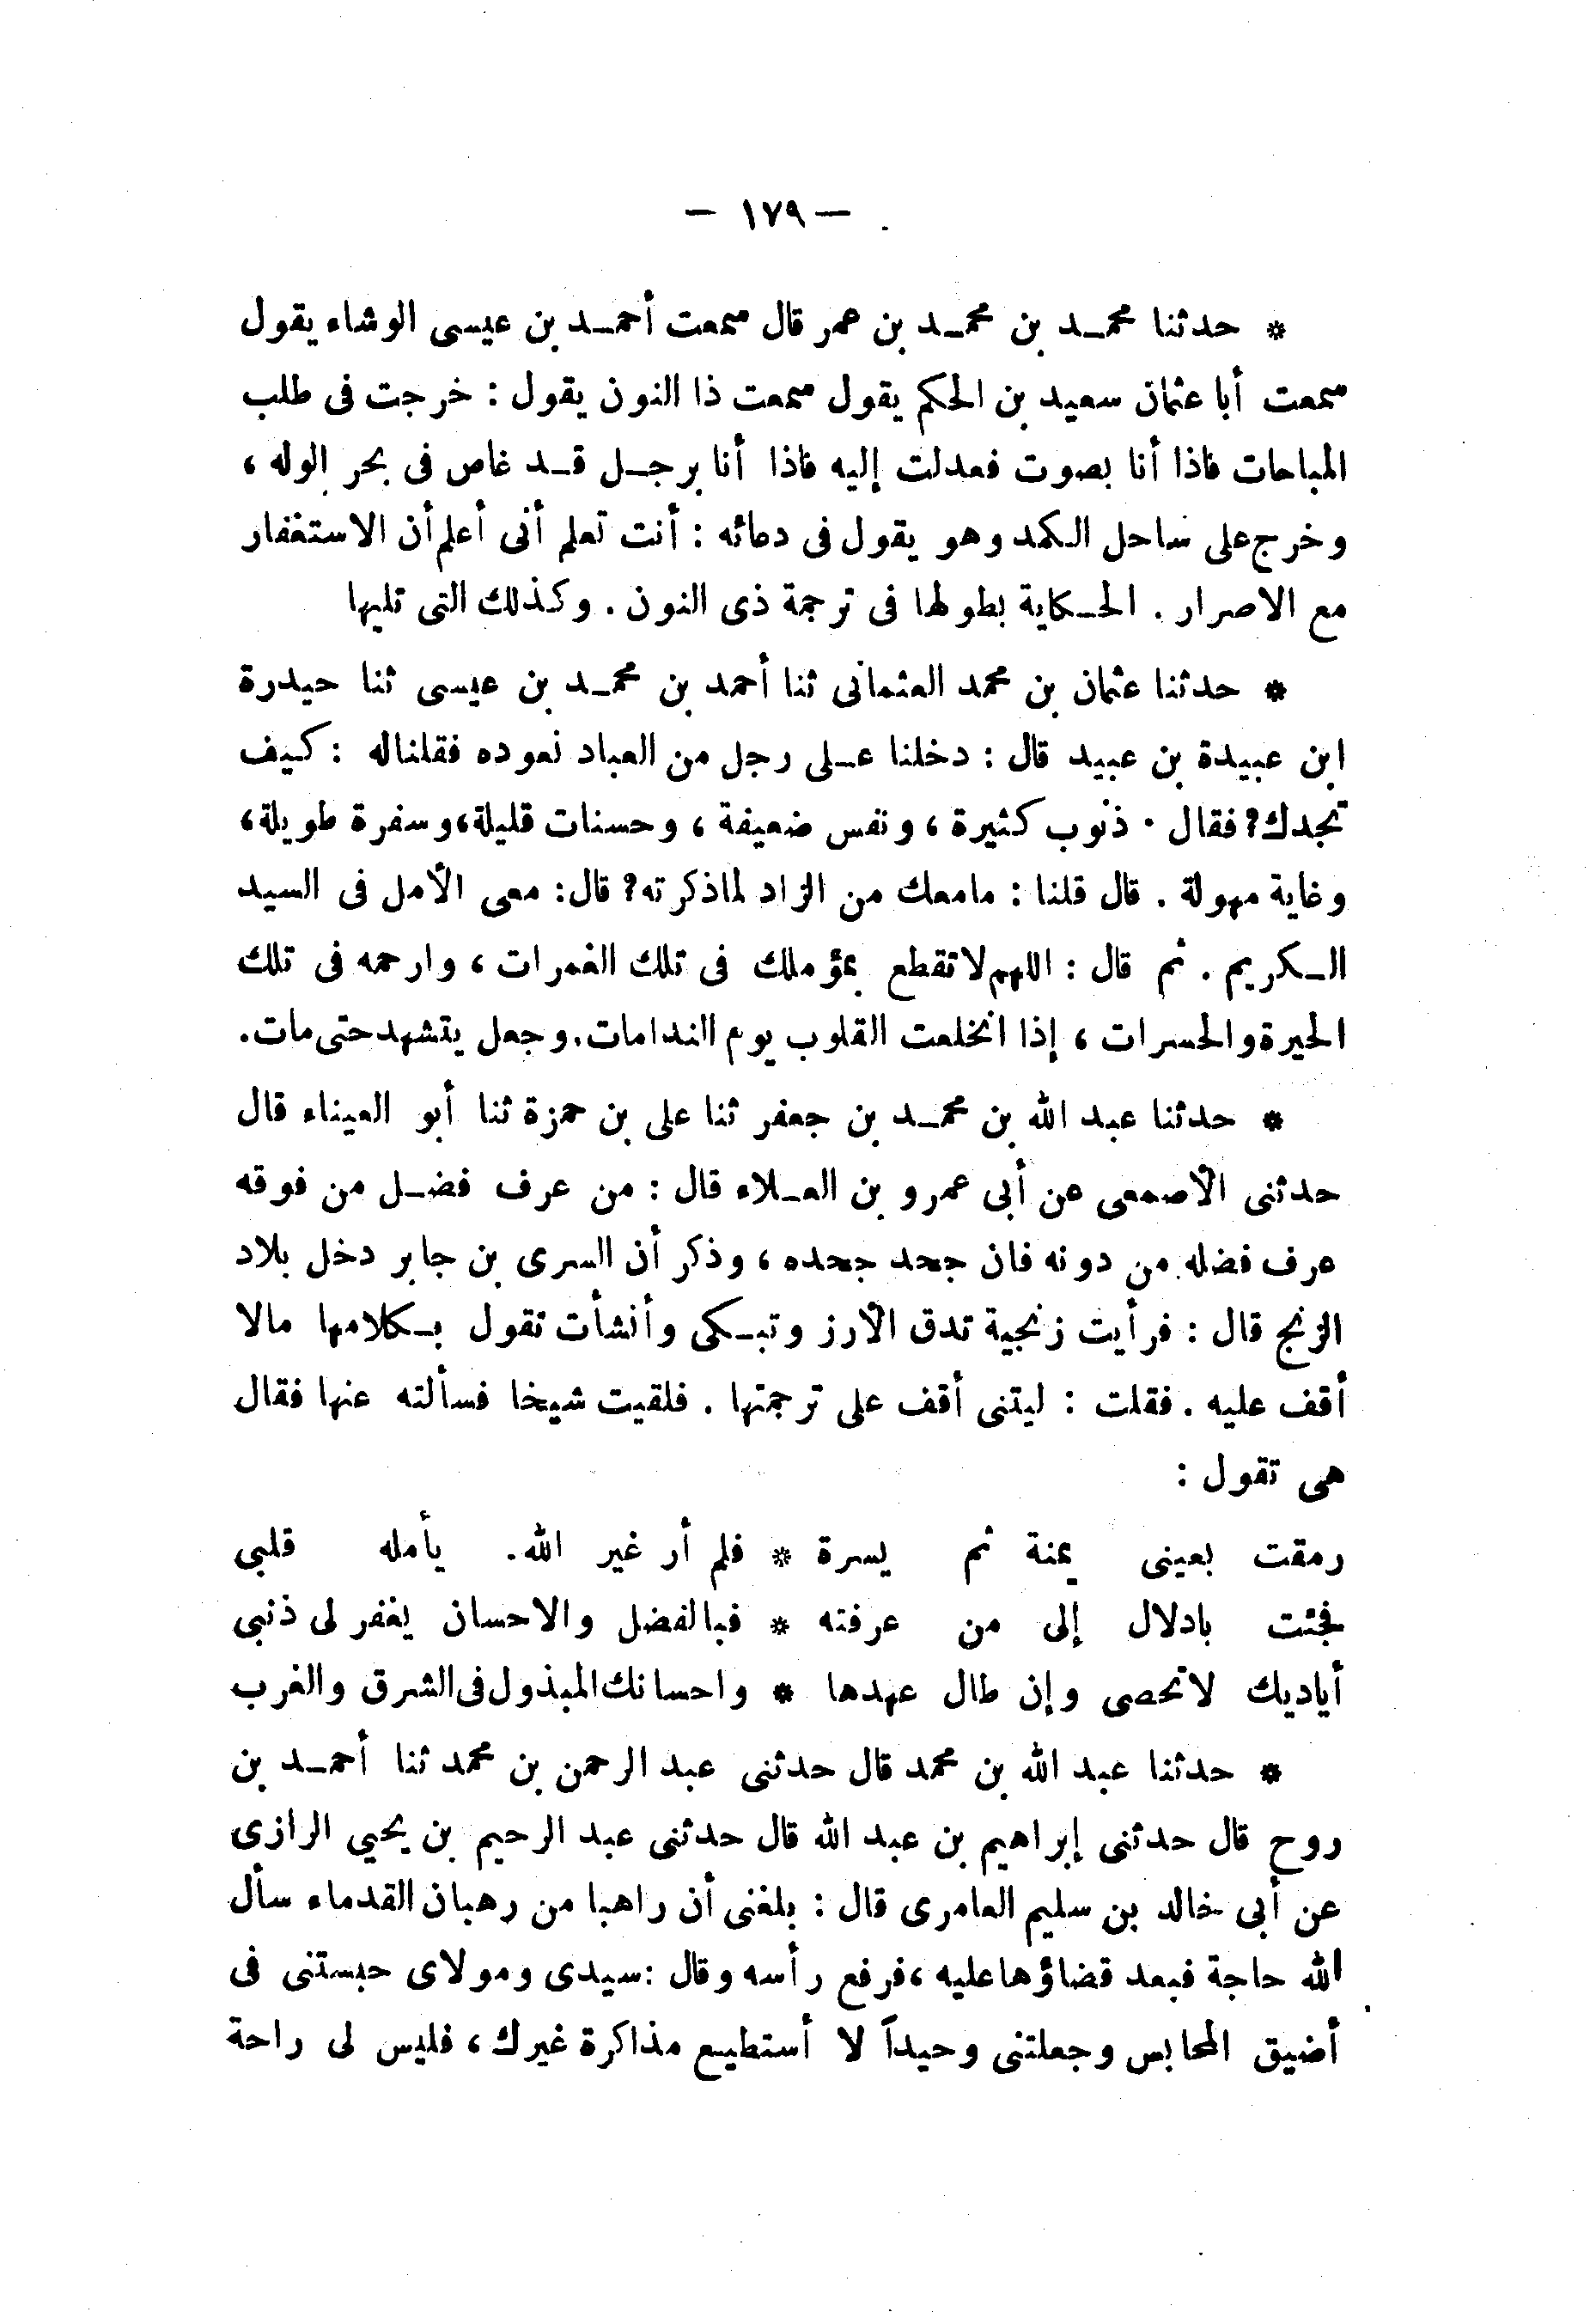 — ١٧٩ —
* حدثنا محمد بن محمد بن عمر قال سمعت أحمد بن عيسى الوشاء يقول
سمعت أبا عثمان سعيد بن الحكم يقول سمعت ذا النون يقول : خرجت فى طلب
المباحات فاذا أنا بصوت فعدلت إليه فاذا أنا برجل قد غاص فى بحر الوله ،
وخرج على ساحل الكمد وهو يقول فى دعائه : أنت تعلم أنى أعلم أن الاستغفار
مع الاصرار . الحكاية بطولها فى ترجمة ذى النون . وكذلك التى تليها
* حدثنا عثمان بن محمد العثمانى ثنا أحمد بن محمد بن عيسى ثنا حيدرة
ابن عبيدة بن عبيد قال : دخلنا على رجل من العباد نعوده فقلنا له : كيف
تجدك؟ فقال · ذنوب كثيرة ، ونفس ضعيفة ، وحسنات قليلة، وسفرة طويلة،
وغاية مهولة . قال قلنا : مامعك من الزاد لماذكرته؟ قال: معى الأمل فى السيد
الكريم . ثم قال : اللهم لاتقطع بمؤملك فى تلك الغمرات ، وارحمه فى تلك
الحيرة والحسرات ، إذا انخلعت القلوب يوم الندامات. وجعل يتشهد حتى مات.
* حدثنا عبد الله بن محمد بن جعفر ثنا على بن حمزة ثنا أبو العيناء قال
حدثنى الأصمعى عن أبى عمرو بن العلاء قال : من عرف فضل من فوقه
عرف فضله من دونه فان جحد جحده ، وذكر أن السرى بن جابر دخل بلاد
الزنج قال : فرأيت زنجية تدق الأرز وتبكى وأنشأت تقول بكلامها مالا
أقف عليه . فقلت : ليتنى أقف على ترجمتها . فلقيت شيخا فسألته عنها فقال
هى تقول :
رمقت بعينى يمنة ثم يسرة * فلم أر غير الله. يأمله قلبى
فجئت بادلال إلى من عرفته * فبالفضل والاحسان يغفر لى ذنبى
أياديك لاتحصى وإن طال عهدها * واحسانك المبذول فى الشرق والغرب
* حدثنا عبد الله بن محمد قال حدثنى عبد الرحمن بن محمد ثنا أحمد بن
روح قال حدثنى إبراهيم بن عبد الله قال حدثنى عبد الرحيم بن يحيى الرازى
عن أبى خالد بن سليم العامرى قال : بلغنى أن راهبا من رهبان القدماء سأل
الله حاجة فبعد قضاؤها عليه ، فرفع رأسه وقال : سيدى ومولاى حبستنى فى
أضيق المحابس وجعلتنى وحيداً لا أستطيع مذاكرة غيرك ، فليس لى راحة